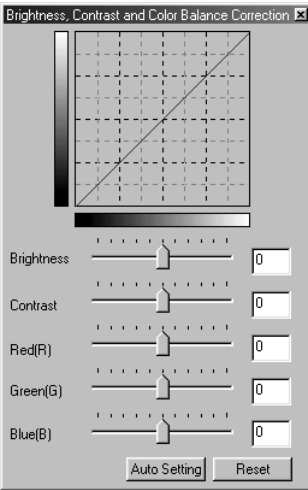 Brightness, Contrast and Color Balance Correction
Brightness 0
Contrast 0
Red(R) 0
Green(G) 0
Blue(B) 0
Auto Setting Reset